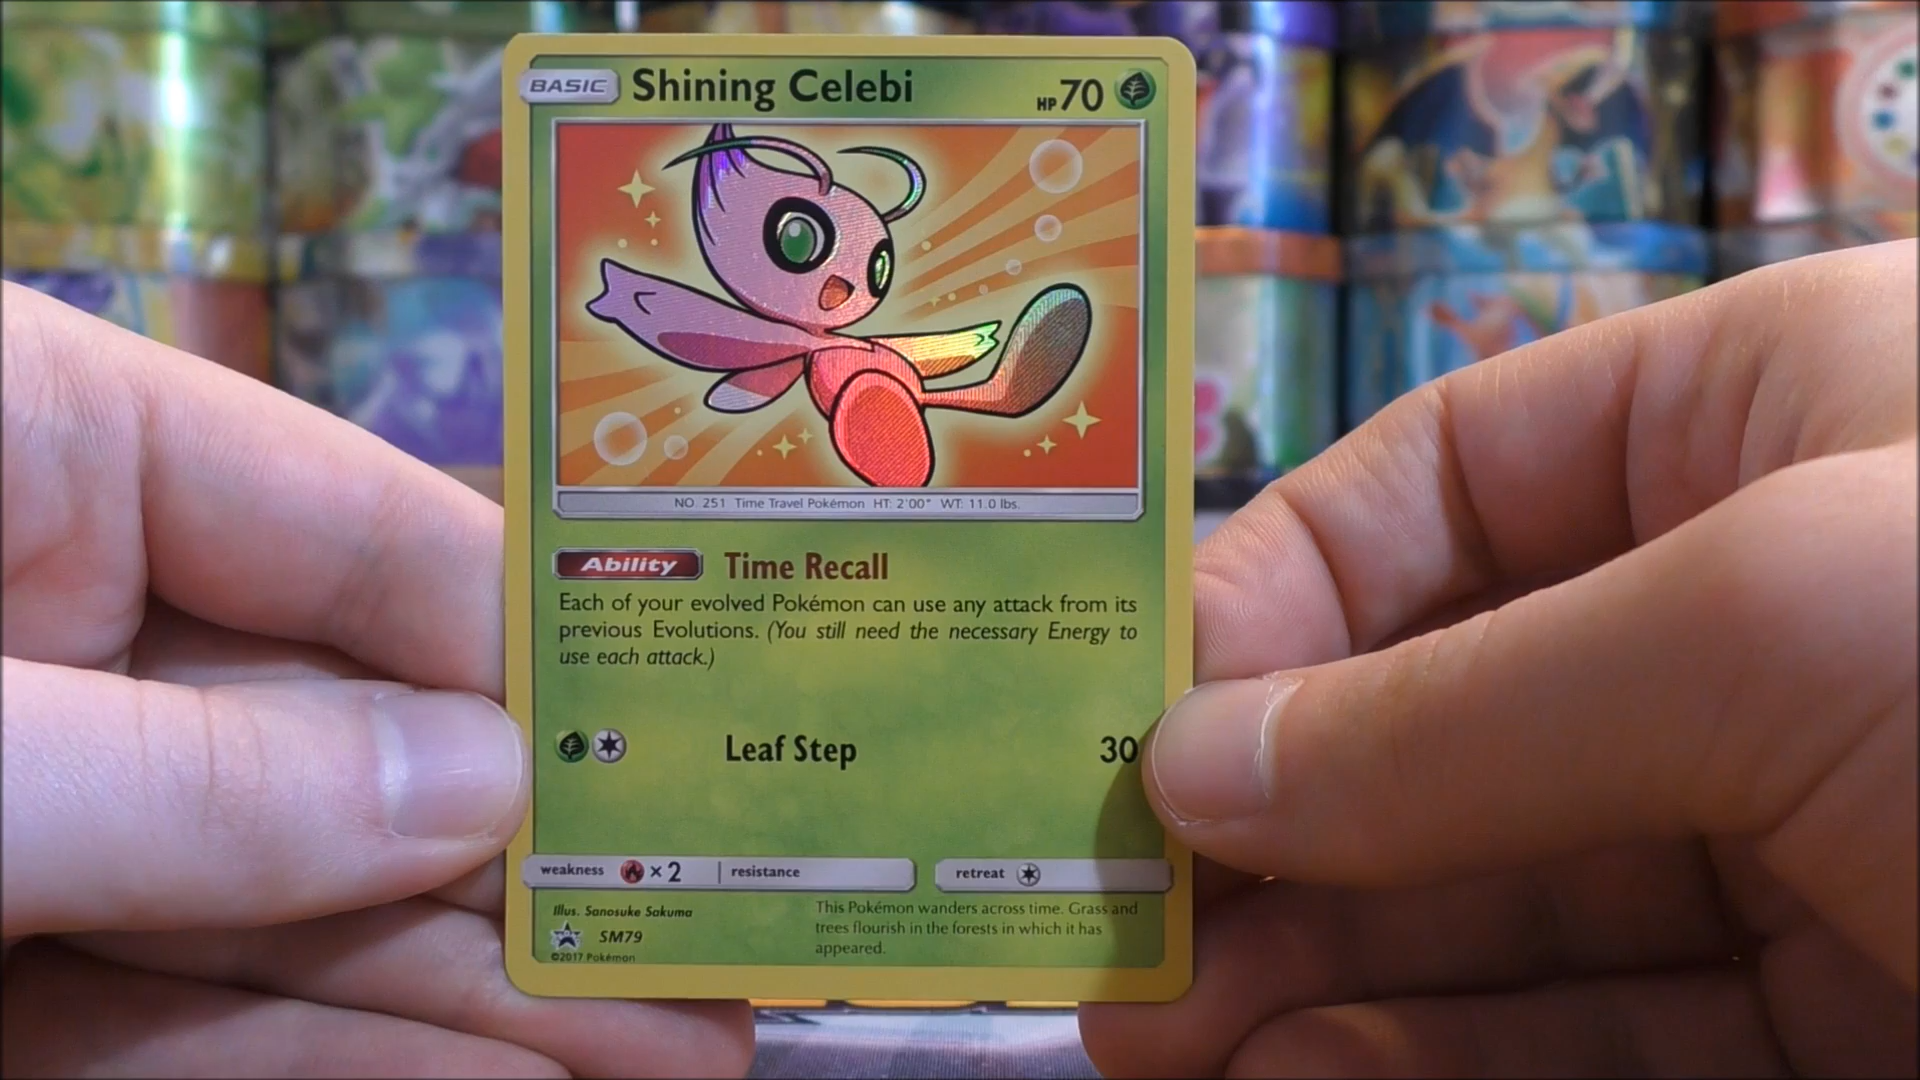 BASIC Shining Celebi HP 70
NO. 251 Time Travel Pokémon HT: 2'00" WT: 11.0 lbs.
Ability Time Recall
Each of your evolved Pokémon can use any attack from its
previous Evolutions. (You still need the necessary Energy to
use each attack.)
Leaf Step 30
weakness ×2 resistance retreat
Illus. Sanosuke Sakuma
SM79
©2017 Pokémon
This Pokémon wanders across time. Grass and
trees flourish in the forests in which it has
appeared.